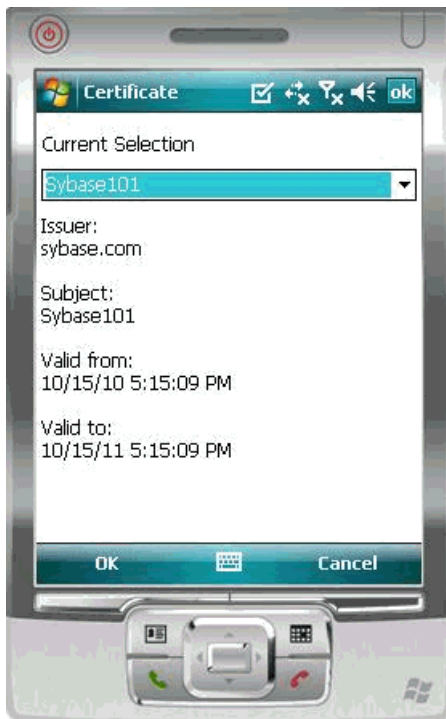 Certificate
ok
Current Selection
Sybase101
Issuer:
sybase.com
Subject:
Sybase101
Valid from:
10/15/10 5:15:09 PM
Valid to:
10/15/11 5:15:09 PM
OK
Cancel